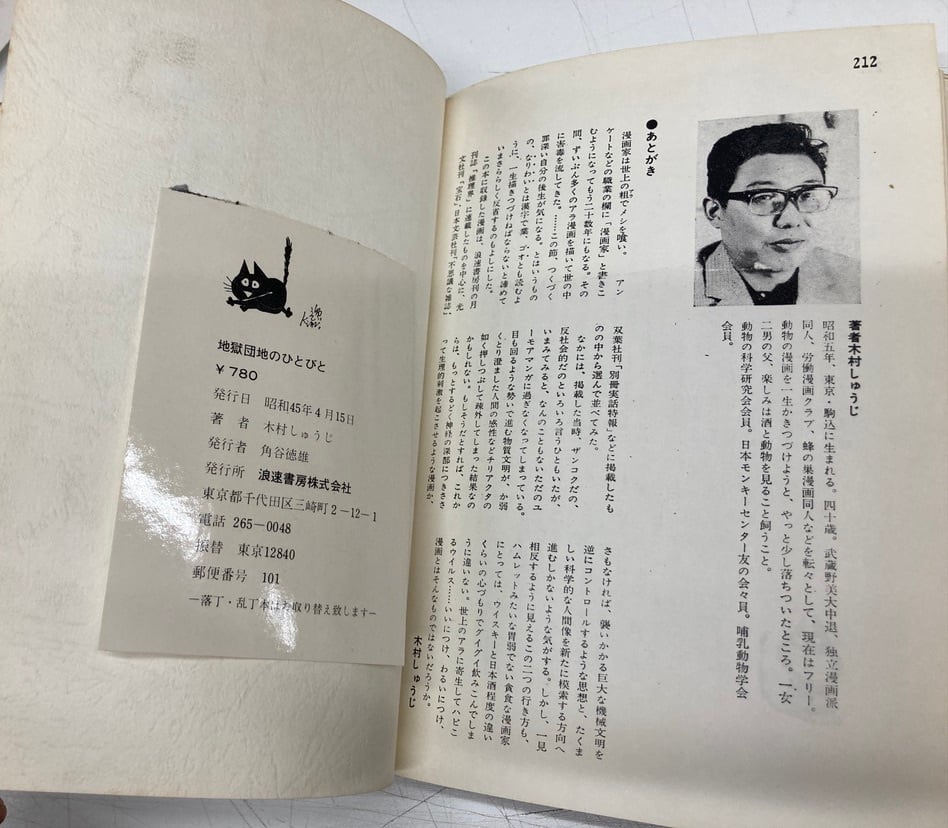 212
著者木村しゅうじ
昭和五年、東京・駒込に生まれる。四十歳。武蔵野美大中退、独立漫画派
同人、労働漫画クラブ、蜂の巣漫画同人などを転々として、現在はフリー。
動物の漫画を一生かきつづけようと、やっと少し落ちついたところ。一女
二男の父、楽しみは酒と動物を見ること飼うこと。
動物の科学研究会会員。日本モンキーセンター友の会々員。哺乳動物学会
会員。
●あとがき
漫画家は世上の粗でメシを喰い。 アン
ケートなどの職業の欄に「漫画家」と書きこ
むようになってもう二十数年にもなる。その
間、ずいぶん多くのアラ漫画を描いて世の中
に害毒を流してきた。……この節、つくづく
罪深い自分の後生が気になる。とはいうもの
の、なりわいとは漢字で業、ゴオとも読むよ
うに、一生描きつづけねばならないと諦めて
いまさららしく反省するのもよしにした。
この本に収録した漫画は、浪速書房刊の月
刊誌『推理界』に連載したものを中心に、光
文社刊『宝石』、日本文芸社刊『不思議な雑誌』、
双葉社刊『別冊実話特報』などに掲載したも
のの中から選んで並べてみた。
なかには、掲載した当時、ザンコクだの、
反社会的だのといろいろ言うひともいたが、
いまみてみると、なんのこともないただのユ
ーモアマンガに過ぎなくなってしまっている。
目も回るような勢いで進む物質文明が、か弱
くとり澄ました人間の感性などチリアクタの
如く押しつぶして疎外してしまった結果なの
かもしれない。もしそうだとすれば、これか
らは、もっとするどく神経の深部につきささ
って生理的刺激を起こさせるような漫画か、
さもなければ、襲いかかる巨大な機械文明を
逆にコントロールするような思想と、たくま
しい科学的な人間像を新たに模索する方向へ
進むしかないような気がする。しかし、一見
相反するように見えるこの二つの行き方も、
ハムレットみたいな胃弱でない貪食な漫画家
にとっては、ウイスキーと日本酒程度の違い
くらいの心づもりでグイグイ飲みこんでしま
うに違いない。世上のアラに寄生してハビこ
るウイルス……いいにつけ、わるいにつけ、
漫画とはそんなものではないだろうか。
木村しゅうじ
地獄団地のひとびと
￥780
発行日 昭和45年4月15日
著者 木村しゅうじ
発行者 角谷徳雄
発行所 浪速書房株式会社
東京都千代田区三崎町2－12－1
電話 265－0048
振替 東京12840
郵便番号 101
—落丁・乱丁本はお取り替え致します—